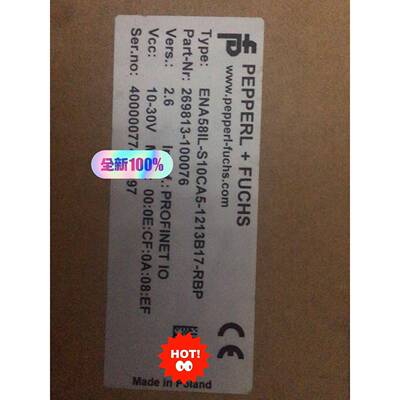 PEPPERL + FUCHS
www.pepperl-fuchs.com
Type: ENA58IL-S10CA5-1213B17-RBP
Part-Nr: 269813-100076
Vers.: 2.6 PROFINET IO
Vcc: 10-30V 00:0E:CF:0A:08:EF
Ser.no:
全新100%
CE
HOT!
Made in Poland